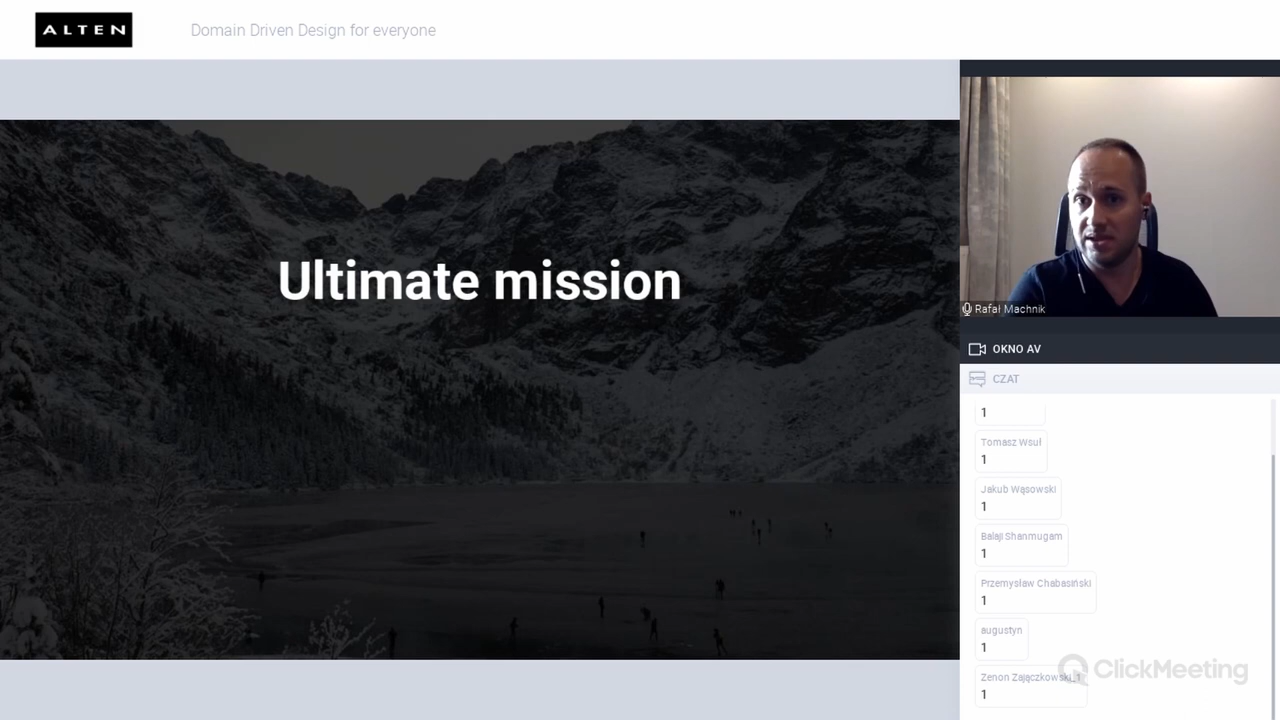 ALTEN
Domain Driven Design for everyone
Ultimate mission
Rafał Machnik
OKNO AV
CZAT
1
Tomasz Wsuł
1
Jakub Wąsowski
1
Balaji Shanmugam
1
Przemysław Chabasiński
1
augustyn
1
Zenon Zajączkowski_1
1
ClickMeeting